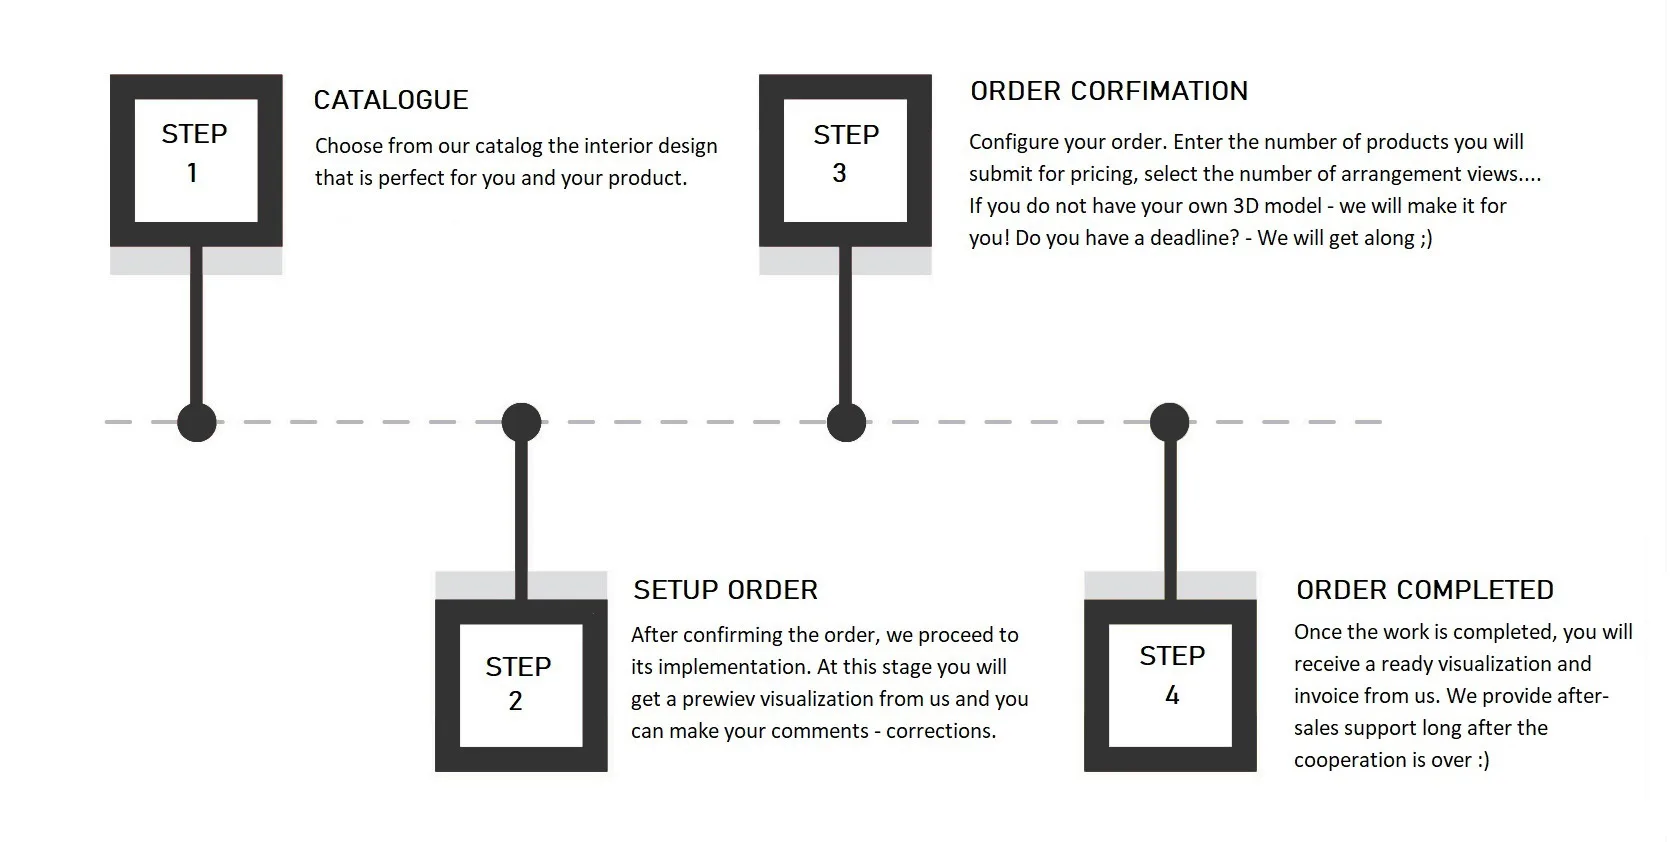 STEP
1
CATALOGUE
Choose from our catalog the interior design
that is perfect for you and your product.
STEP
2
SETUP ORDER
After confirming the order, we proceed to
its implementation. At this stage you will
get a prewiev visualization from us and you
can make your comments - corrections.
STEP
3
ORDER CORFIMATION
Configure your order. Enter the number of products you will
submit for pricing, select the number of arrangement views....
If you do not have your own 3D model - we will make it for
you! Do you have a deadline? - We will get along ;)
STEP
4
ORDER COMPLETED
Once the work is completed, you will
receive a ready visualization and
invoice from us. We provide after-
sales support long after the
cooperation is over :)